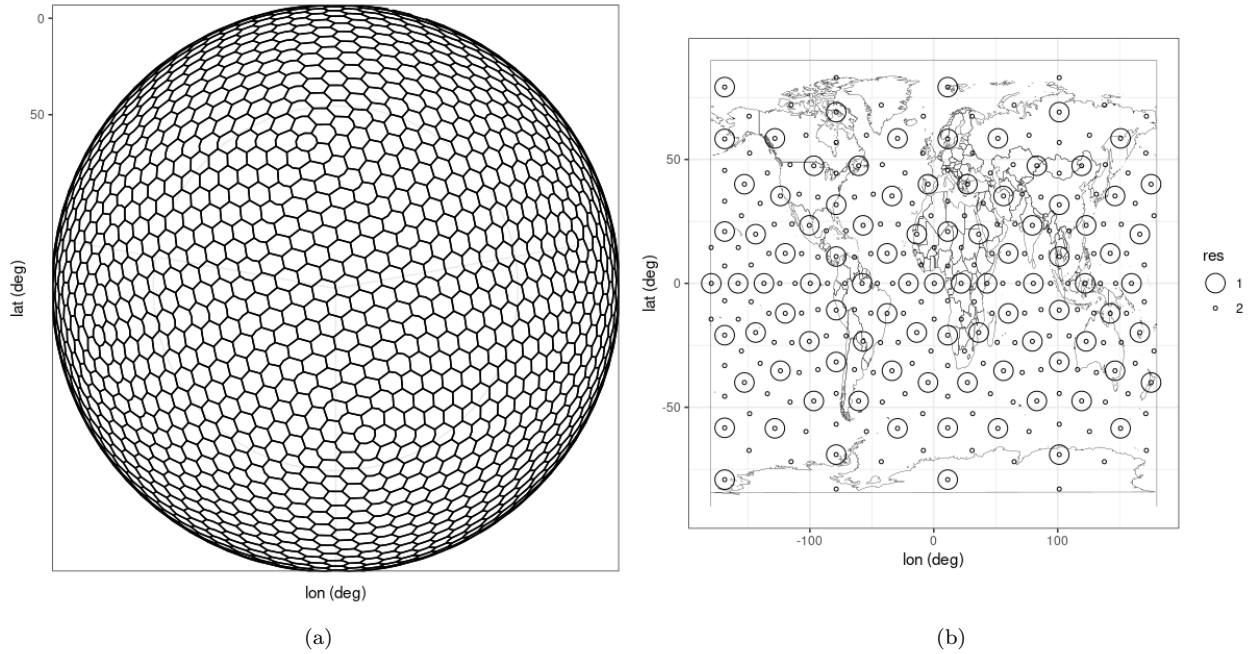 0
50
lat (deg)
lon (deg)
(a)
50
0
-50
lat (deg)
-100
0
100
lon (deg)
res
1
2
(b)